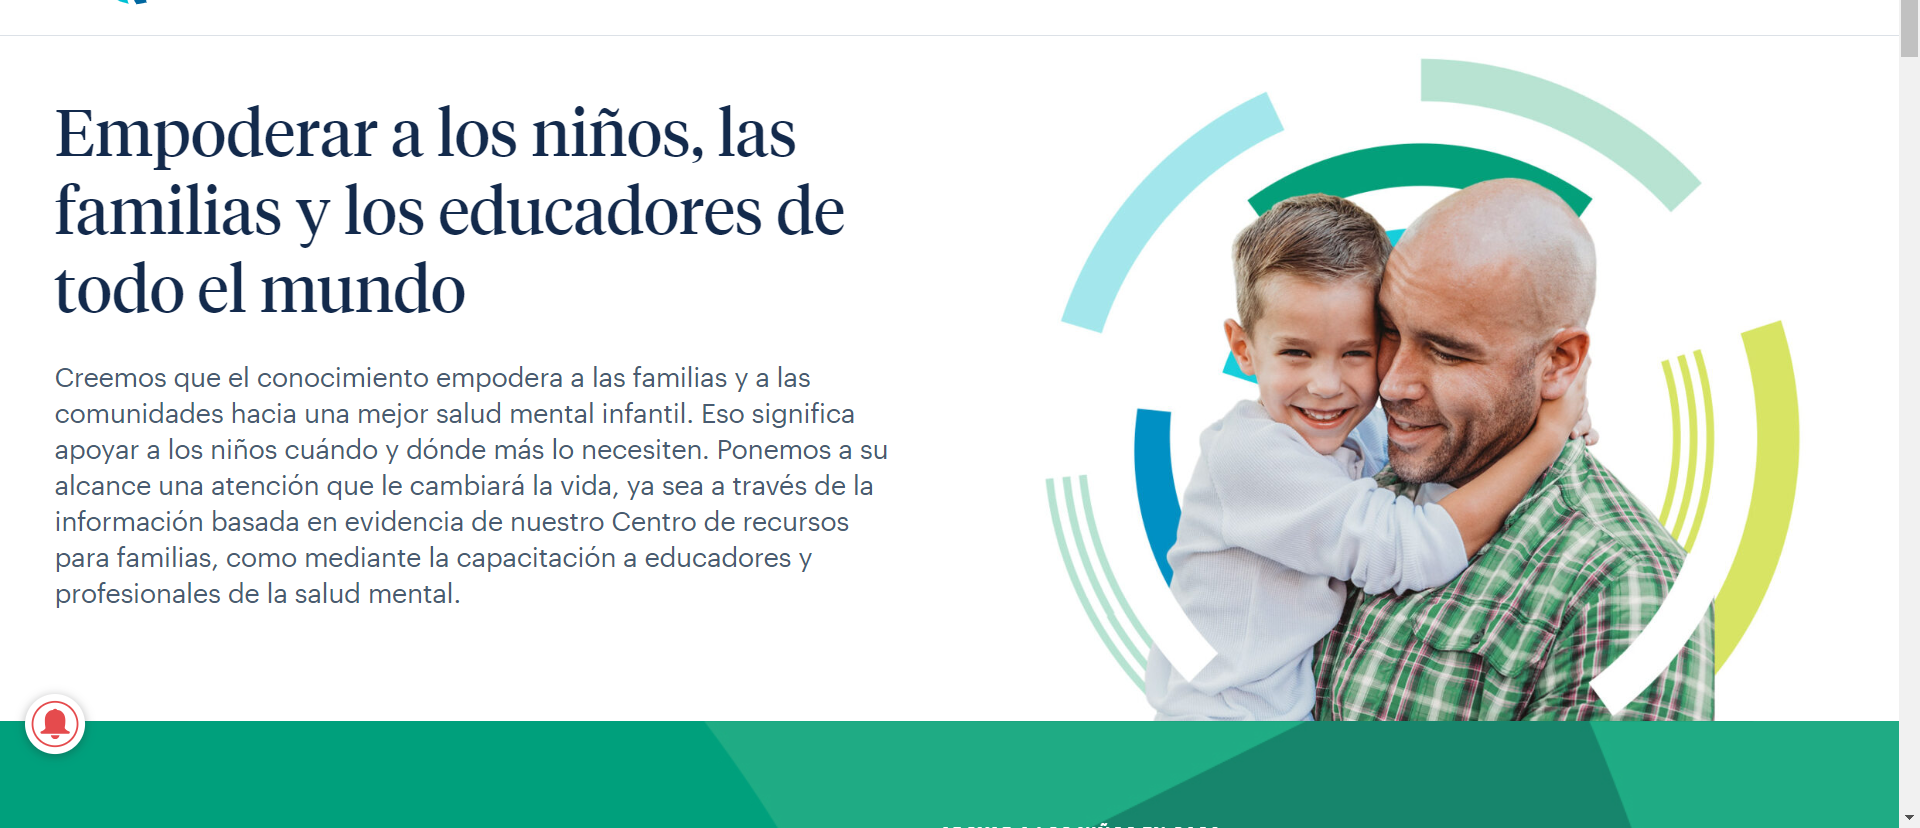 Empoderar a los niños, las
familias y los educadores de
todo el mundo
Creemos que el conocimiento empodera a las familias y a las
comunidades hacia una mejor salud mental infantil. Eso significa
apoyar a los niños cuándo y dónde más lo necesiten. Ponemos a su
alcance una atención que le cambiará la vida, ya sea a través de la
información basada en evidencia de nuestro Centro de recursos
para familias, como mediante la capacitación a educadores y
profesionales de la salud mental.